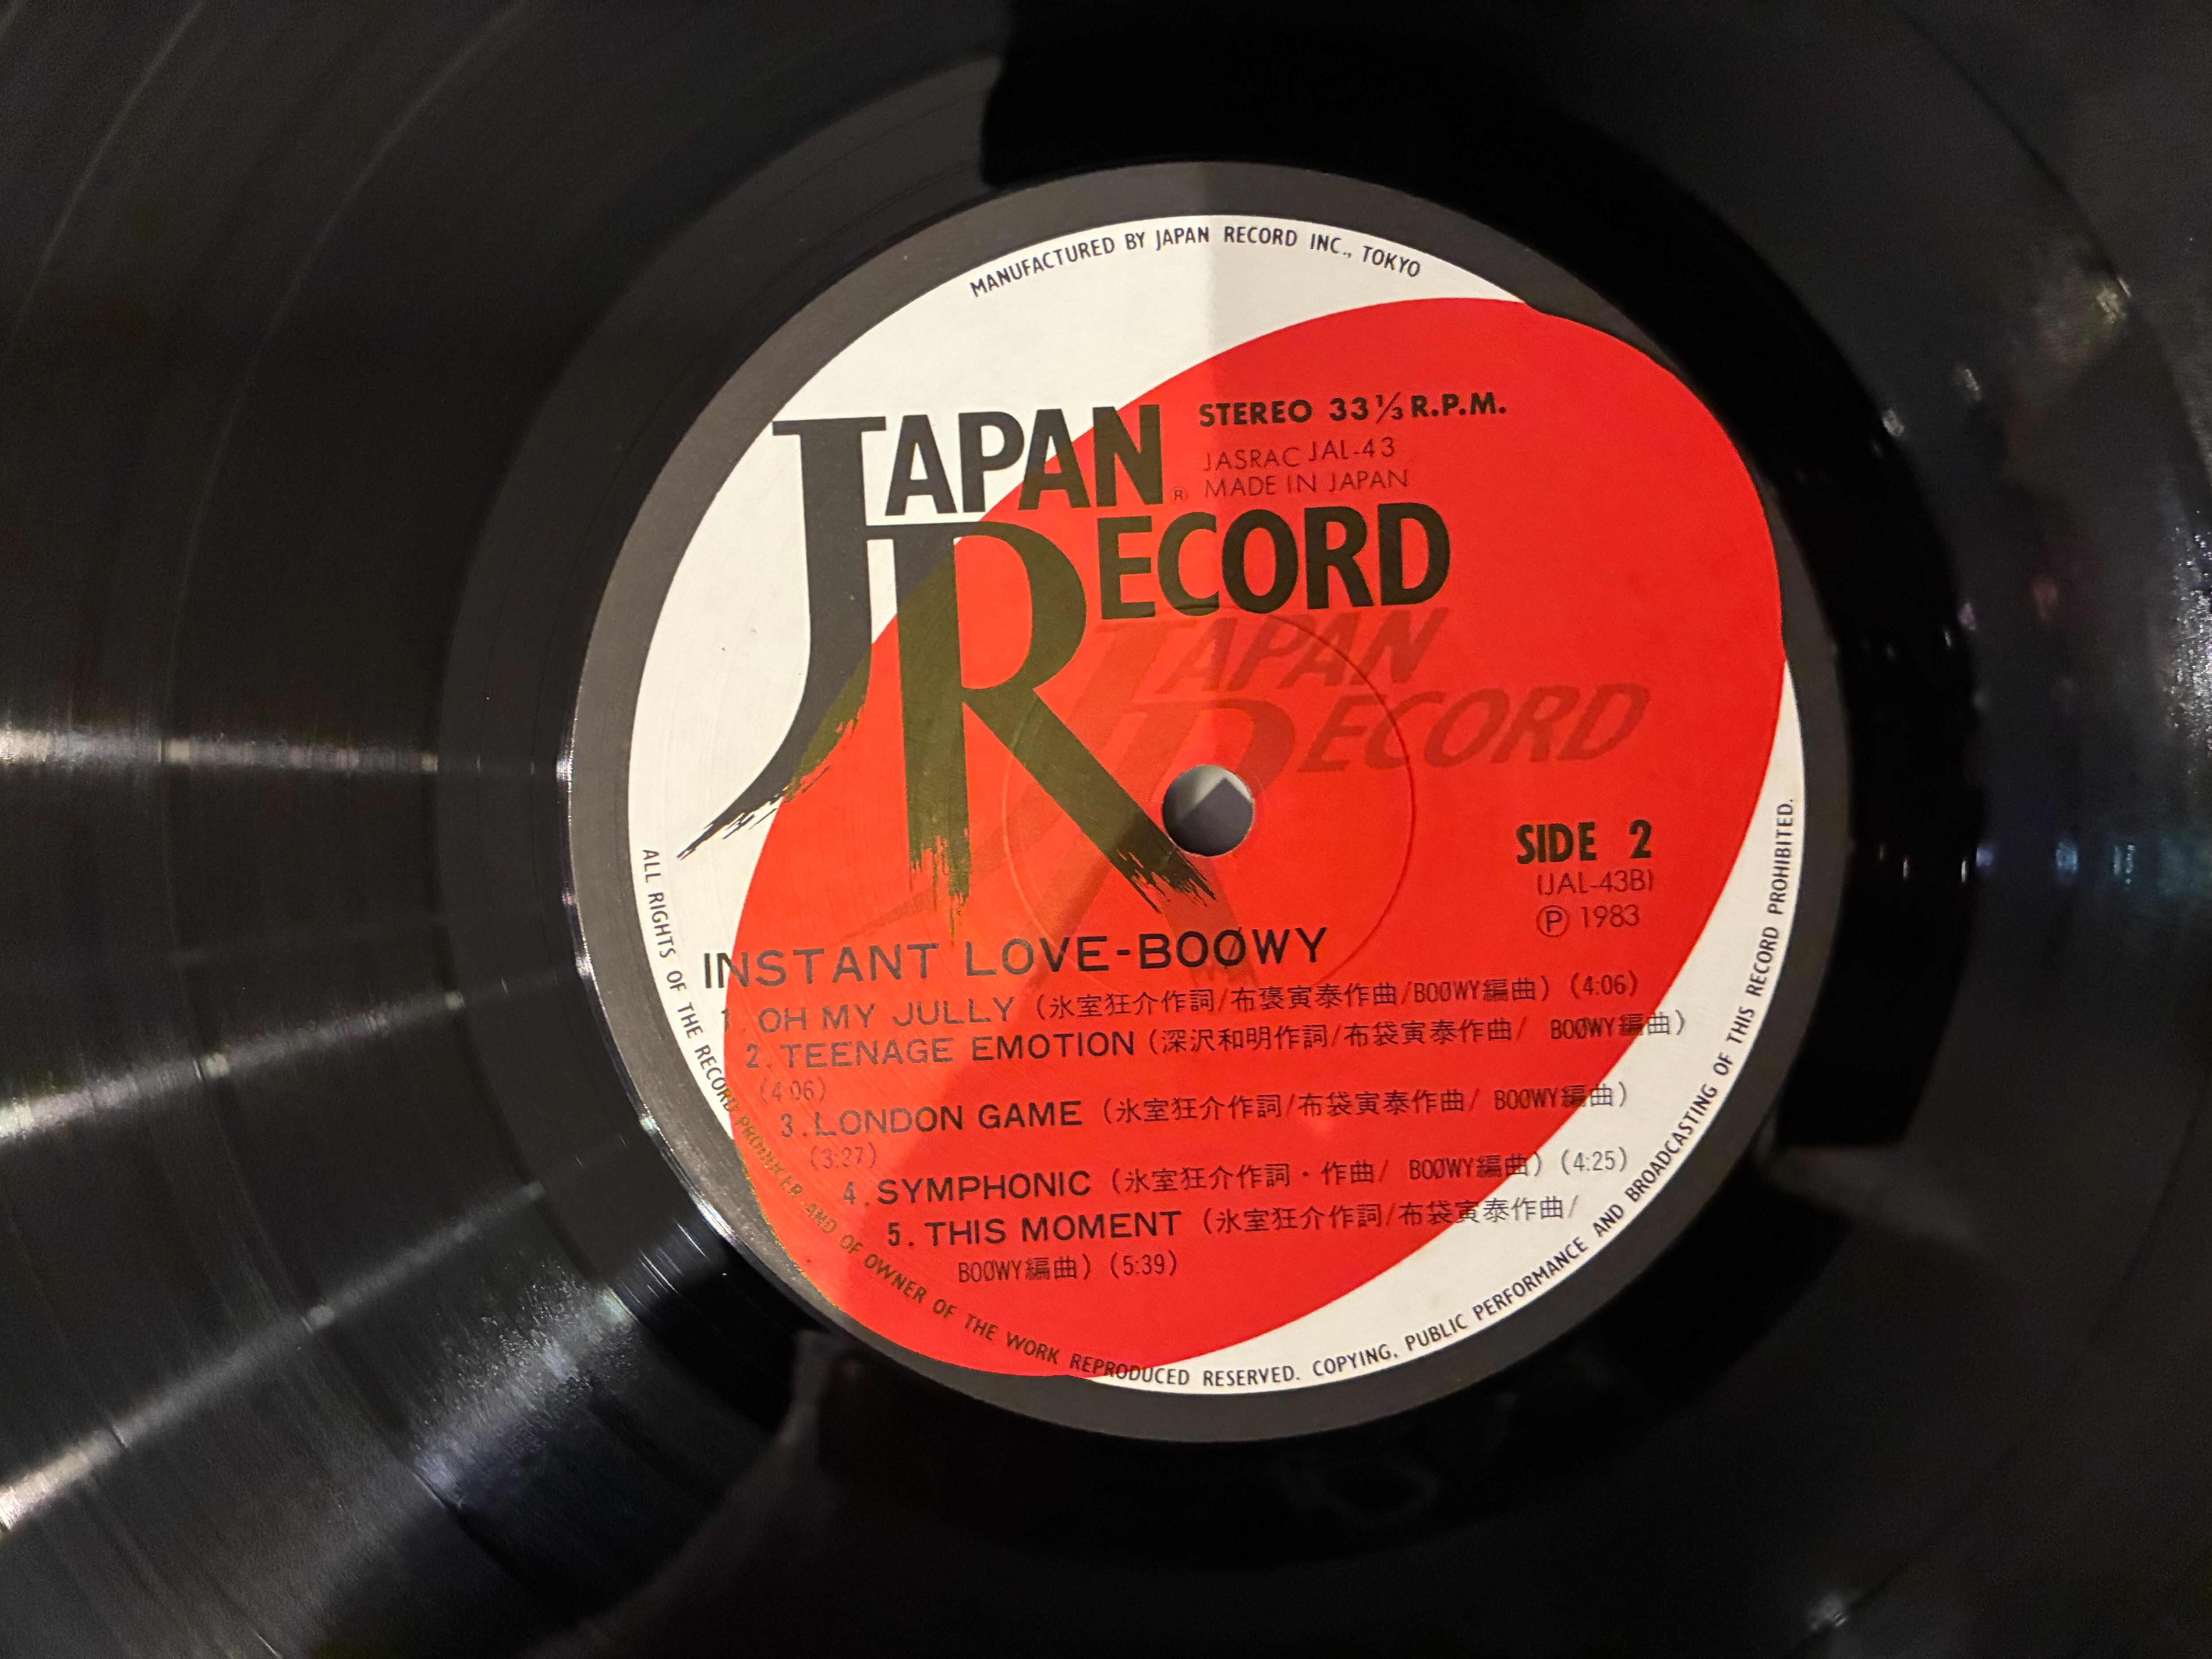 MANUFACTURED BY JAPAN RECORD INC., TOKYO
STEREO 33⅓ R.P.M.
JASRAC JAL-43
MADE IN JAPAN
JAPAN ®
RECORD
JAPAN
RECORD
SIDE 2
(JAL-43B)
Ⓟ 1983
INSTANT LOVE-BOØWY
1. OH MY JULLY (氷室狂介作詞/布褒寅泰作曲/BOØWY編曲) (4:06)
2. TEENAGE EMOTION (深沢和明作詞/布袋寅泰作曲/ BOØWY編曲)
(4:06)
3. LONDON GAME (氷室狂介作詞/布袋寅泰作曲/ BOØWY編曲)
(3:27)
4. SYMPHONIC (氷室狂介作詞・作曲/ BOØWY編曲) (4:25)
5. THIS MOMENT (氷室狂介作詞/布袋寅泰作曲/
BOØWY編曲) (5:39)
ALL RIGHTS OF THE RECORD PRODUCER AND OF OWNER OF THE WORK REPRODUCED RESERVED. COPYING, PUBLIC PERFORMANCE AND BROADCASTING OF THIS RECORD PROHIBITED.